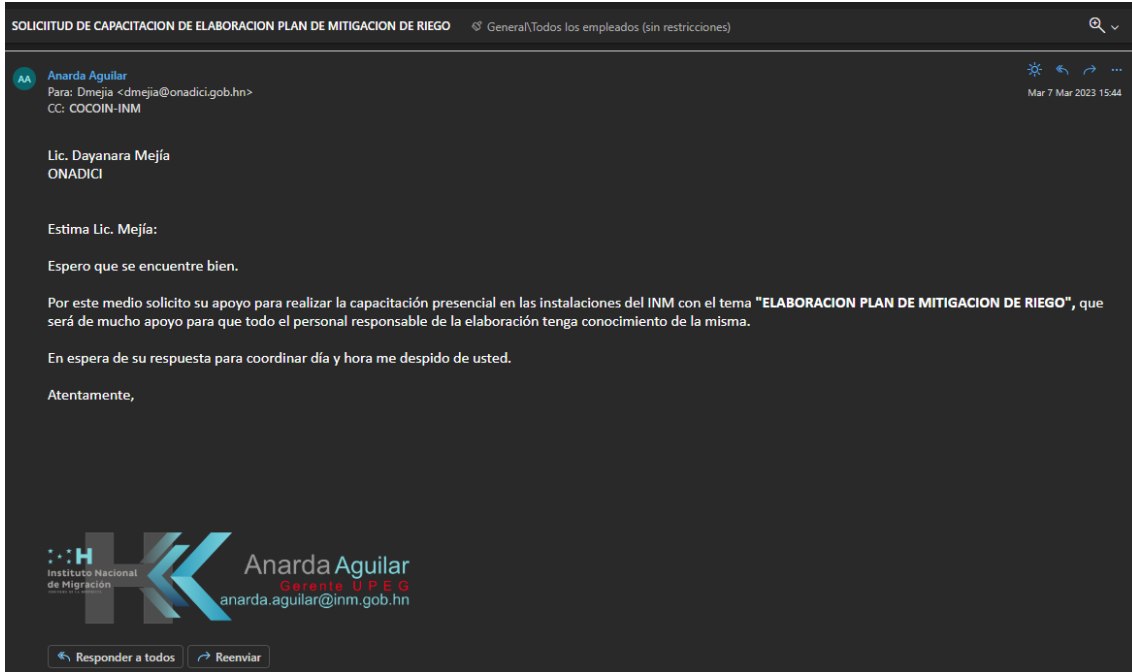 SOLICIITUD DE CAPACITACION DE ELABORACION PLAN DE MITIGACION DE RIEGO General\Todos los empleados (sin restricciones)
AA
Anarda Aguilar
Para: Dmejia <dmejia@onadici.gob.hn>
CC: COCOIN-INM
Mar 7 Mar 2023 15:44
Lic. Dayanara Mejía
ONADICI
Estima Lic. Mejía:
Espero que se encuentre bien.
Por este medio solicito su apoyo para realizar la capacitación presencial en las instalaciones del INM con el tema "ELABORACION PLAN DE MITIGACION DE RIEGO", que
será de mucho apoyo para que todo el personal responsable de la elaboración tenga conocimiento de la misma.
En espera de su respuesta para coordinar día y hora me despido de usted.
Atentamente,
H
Instituto Nacional
de Migración
Anarda Aguilar
Gerente UPEG
anarda.aguilar@inm.gob.hn
Responder a todos Reenviar